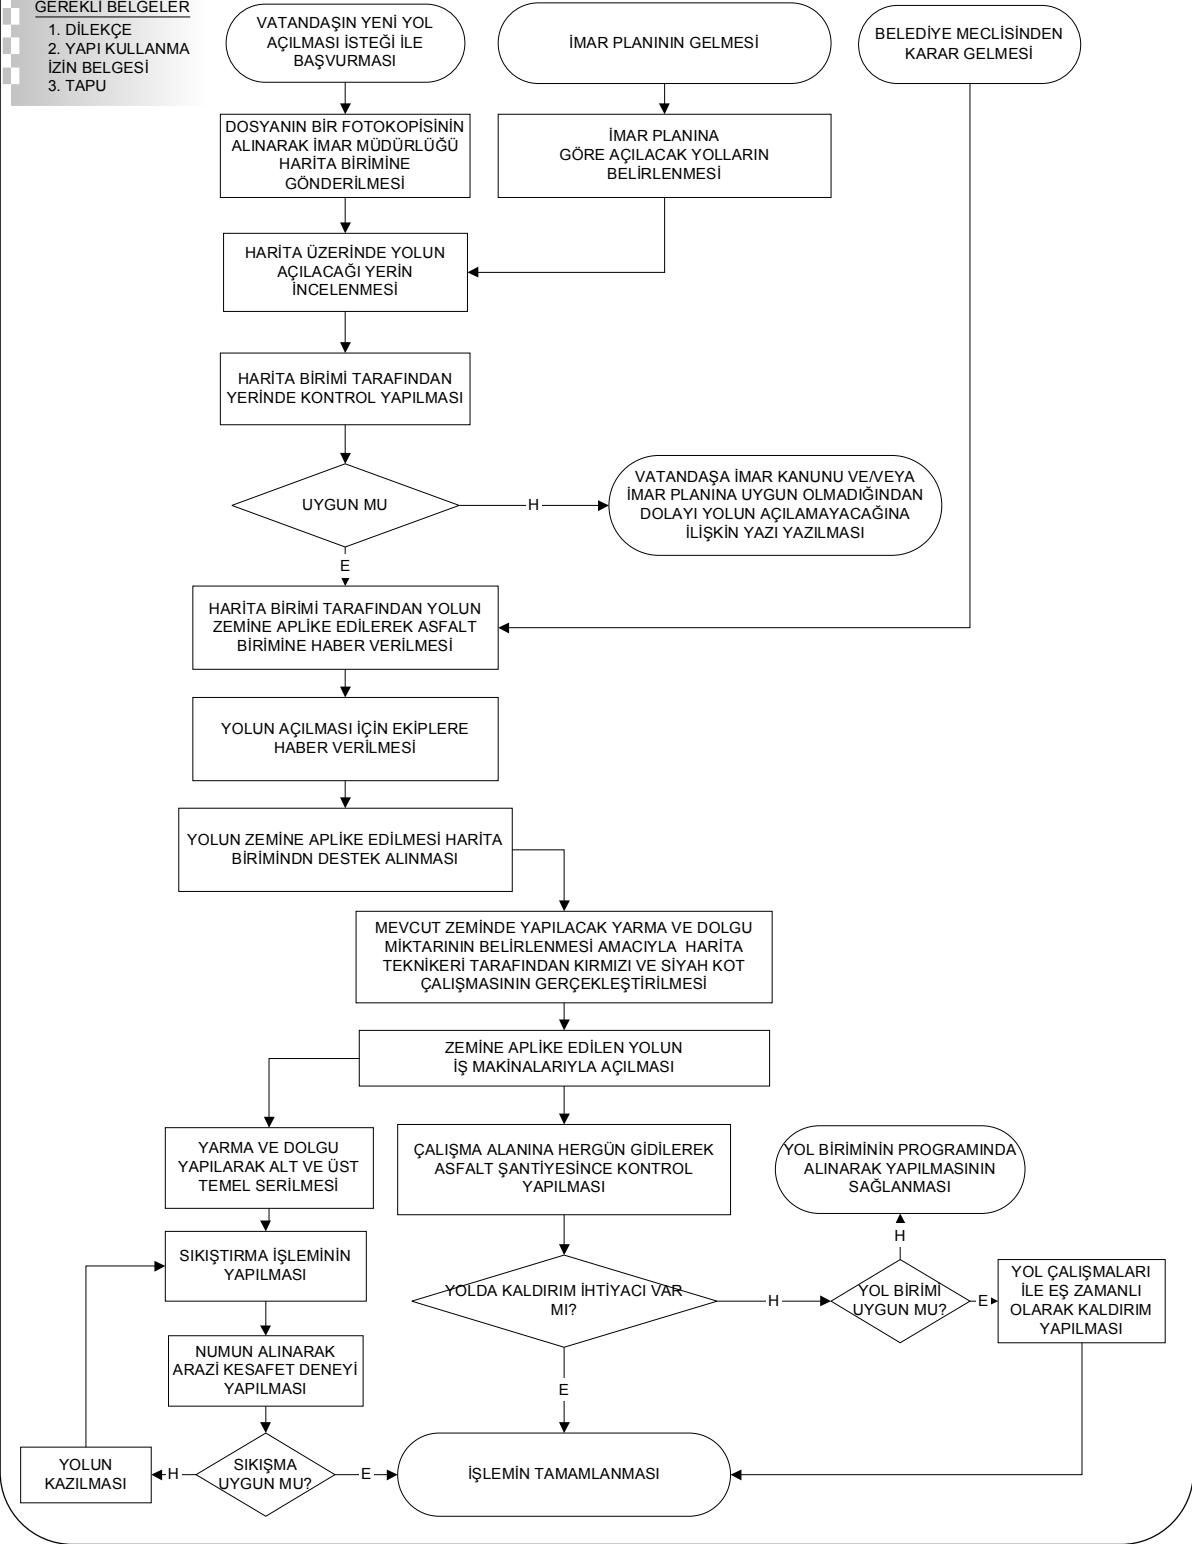 GEREKLİ BELGELER
1. DİLEKÇE
2. YAPI KULLANMA
İZİN BELGESİ
3. TAPU
VATANDAŞIN YENİ YOL
AÇILMASI İSTEĞİ İLE
BAŞVURMASI
İMAR PLANININ GELMESİ
BELEDİYE MECLİSİNDEN
KARAR GELMESİ
DOSYANIN BİR FOTOKOPİSİNİN
ALINARAK İMAR MÜDÜRLÜĞÜ
HARİTA BİRİMİNE
GÖNDERİLMESİ
İMAR PLANINA
GÖRE AÇILACAK YOLLARIN
BELİRLENMESİ
HARİTA ÜZERİNDE YOLUN
AÇILACAĞI YERİN
İNCELENMESİ
HARİTA BİRİMİ TARAFINDAN
YERİNDE KONTROL YAPILMASI
UYGUN MU
H
VATANDAŞA İMAR KANUNU VE/VEYA
İMAR PLANINA UYGUN OLMADIĞINDAN
DOLAYI YOLUN AÇILAMAYACAĞINA
İLİŞKİN YAZI YAZILMASI
E
HARİTA BİRİMİ TARAFINDAN YOLUN
ZEMİNE APLİKE EDİLEREK ASFALT
BİRİMİNE HABER VERİLMESİ
YOLUN AÇILMASI İÇİN EKİPLERE
HABER VERİLMESİ
YOLUN ZEMİNE APLİKE EDİLMESİ HARİTA
BİRİMİNDN DESTEK ALINMASI
MEVCUT ZEMİNDE YAPILACAK YARMA VE DOLGU
MİKTARININ BELİRLENMESİ AMACIYLA HARİTA
TEKNİKERİ TARAFINDAN KIRMIZI VE SİYAH KOT
ÇALIŞMASININ GERÇEKLEŞTİRİLMESİ
ZEMİNE APLİKE EDİLEN YOLUN
İŞ MAKİNALARIYLA AÇILMASI
YARMA VE DOLGU
YAPILARAK ALT VE ÜST
TEMEL SERİLMESİ
ÇALIŞMA ALANINA HERGÜN GİDİLEREK
ASFALT ŞANTİYESİNCE KONTROL
YAPILMASI
YOL BİRİMİNİN PROGRAMINDA
ALINARAK YAPILMASININ
SAĞLANMASI
SIKIŞTIRMA İŞLEMİNİN
YAPILMASI
H
YOLDA KALDIRIM İHTİYACI VAR
MI?
H
YOL BİRİMİ
UYGUN MU?
E
YOL ÇALIŞMALARI
İLE EŞ ZAMANLI
OLARAK KALDIRIM
YAPILMASI
NUMUN ALINARAK
ARAZİ KESAFET DENEYİ
YAPILMASI
E
YOLUN
KAZILMASI
H
SIKIŞMA
UYGUN MU?
E
İŞLEMİN TAMAMLANMASI